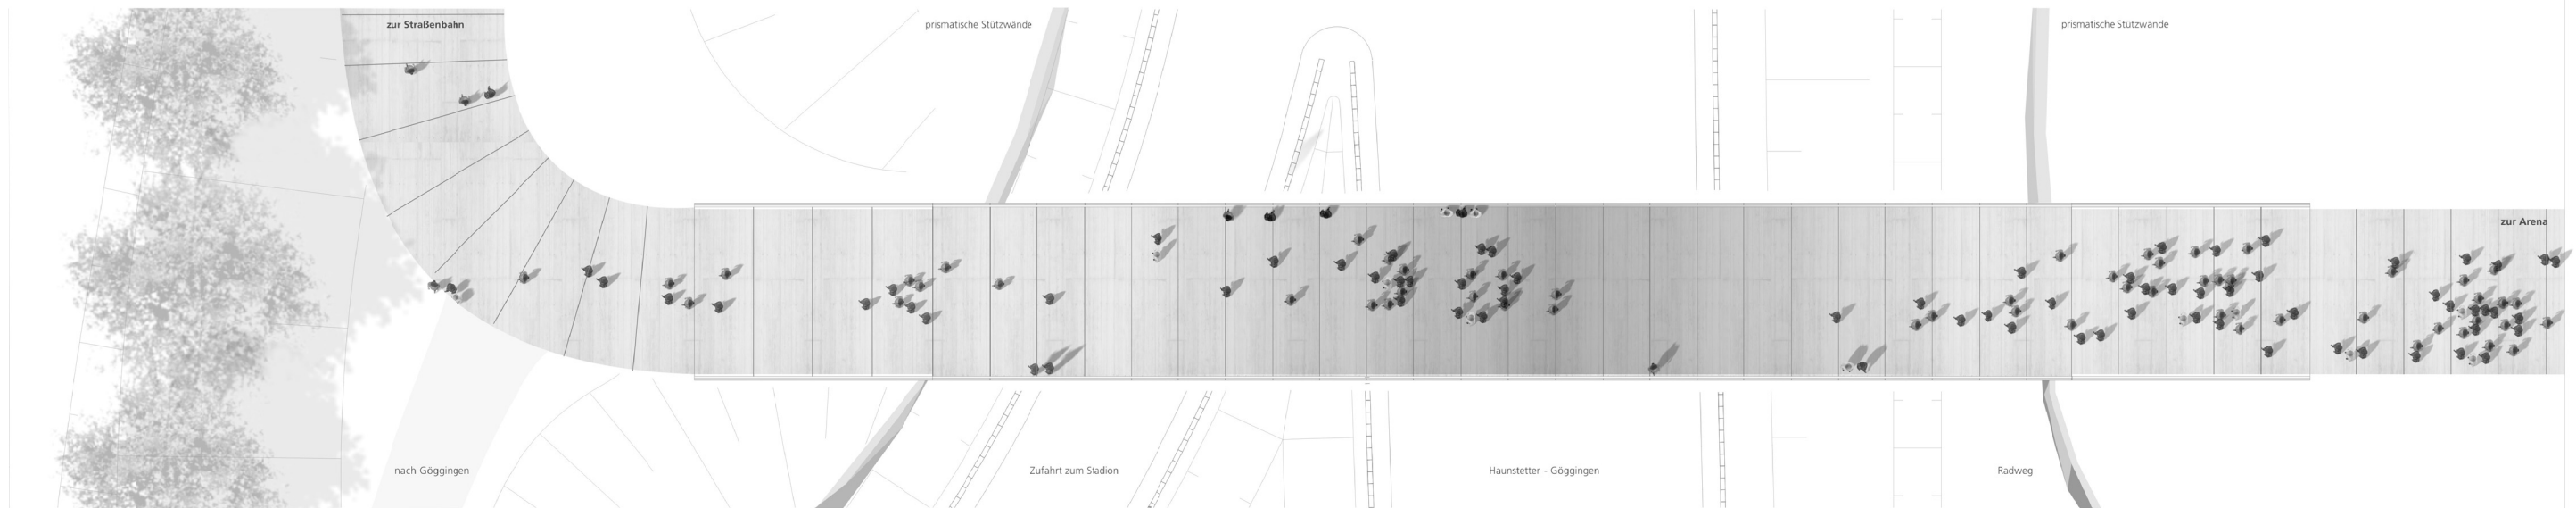 zur Straßenbahn
prismatische Stützwände
prismatische Stützwände
zur Arena
nach Göggingen
Zufahrt zum Stadion
Haunstetter - Göggingen
Radweg